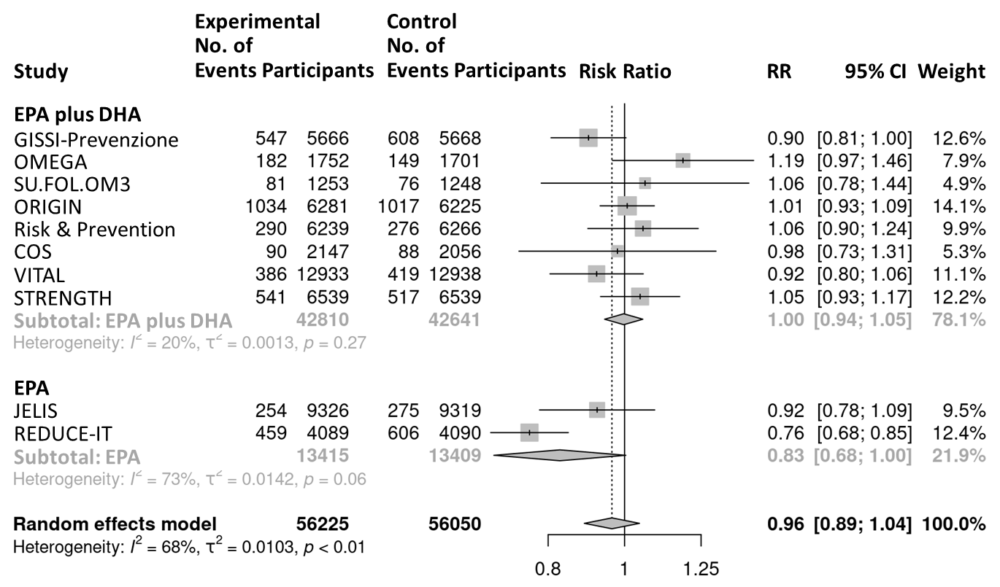 Experimental Control
No. of No. of
Study Events Participants Events Participants Risk Ratio RR 95% CI Weight
EPA plus DHA
GISSI-Prevenzione 547 5666 608 5668 0.90 [0.81; 1.00] 12.6%
OMEGA 182 1752 149 1701 1.19 [0.97; 1.46] 7.9%
SU.FOL.OM3 81 1253 76 1248 1.06 [0.78; 1.44] 4.9%
ORIGIN 1034 6281 1017 6225 1.01 [0.93; 1.09] 14.1%
Risk & Prevention 290 6239 276 6266 1.06 [0.90; 1.24] 9.9%
COS 90 2147 88 2056 0.98 [0.73; 1.31] 5.3%
VITAL 386 12933 419 12938 0.92 [0.80; 1.06] 11.1%
STRENGTH 541 6539 517 6539 1.05 [0.93; 1.17] 12.2%
Subtotal: EPA plus DHA 42810 42641 1.00 [0.94; 1.05] 78.1%
Heterogeneity: I² = 20%, τ² = 0.0013, p = 0.27
EPA
JELIS 254 9326 275 9319 0.92 [0.78; 1.09] 9.5%
REDUCE-IT 459 4089 606 4090 0.76 [0.68; 0.85] 12.4%
Subtotal: EPA 13415 13409 0.83 [0.68; 1.00] 21.9%
Heterogeneity: I² = 73%, τ² = 0.0142, p = 0.06
Random effects model 56225 56050 0.96 [0.89; 1.04] 100.0%
Heterogeneity: I² = 68%, τ² = 0.0103, p < 0.01
0.8 1 1.25